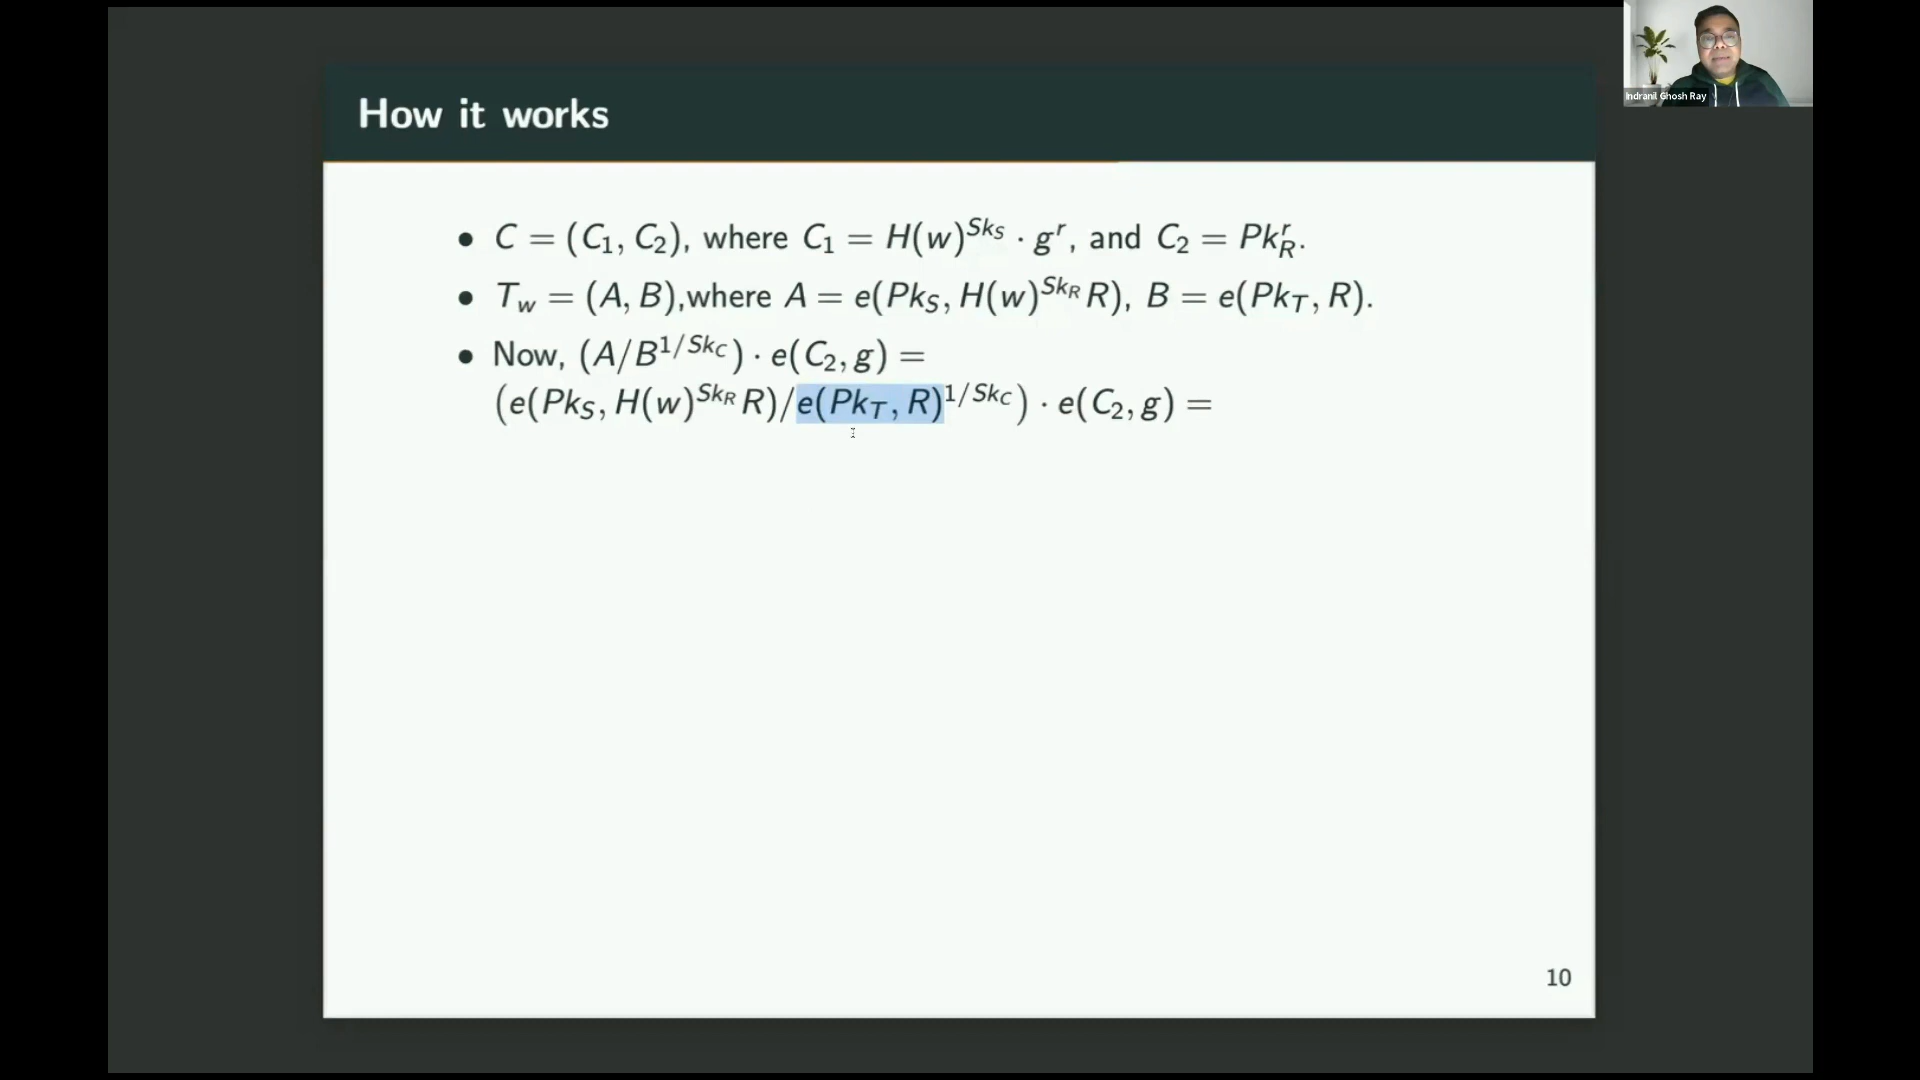 Indranil Ghosh Ray
How it works
• C = (C₁, C₂), where C₁ = H(w)^{Sk_S} · g^r, and C₂ = Pk_R^r.
• T_w = (A, B),where A = e(Pk_S, H(w)^{Sk_R} R), B = e(Pk_T, R).
• Now, (A/B^{1/Sk_C}) · e(C₂, g) =
(e(Pk_S, H(w)^{Sk_R} R)/e(Pk_T, R)^{1/Sk_C}) · e(C₂, g) =
10